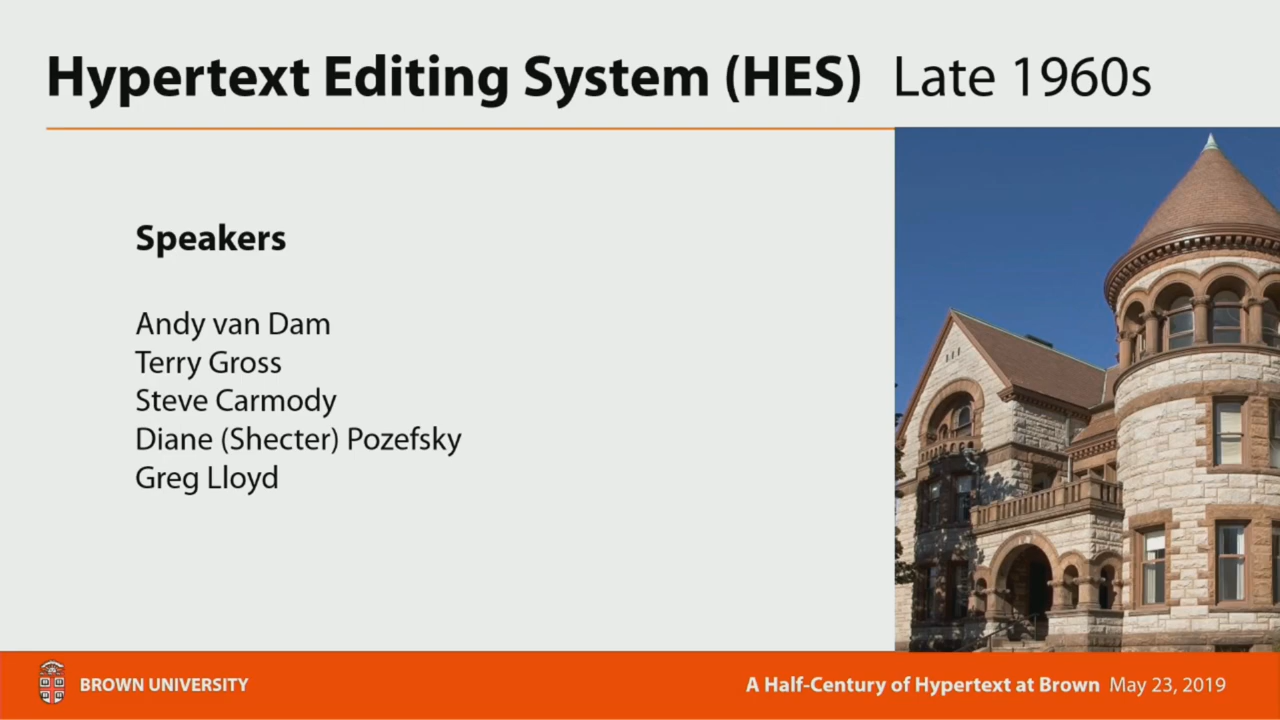 Hypertext Editing System (HES) Late 1960s
Speakers
Andy van Dam
Terry Gross
Steve Carmody
Diane (Shecter) Pozefsky
Greg Lloyd
BROWN UNIVERSITY
A Half-Century of Hypertext at Brown May 23, 2019